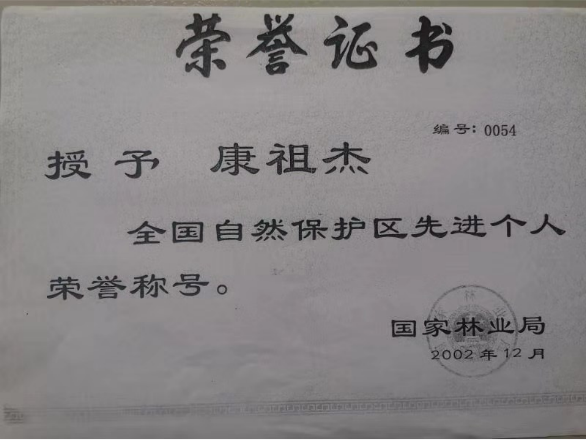 荣誉证书
编号：0054
授予 康祖杰
全国自然保护区先进个人
荣誉称号。
国家林业局
2002年12月